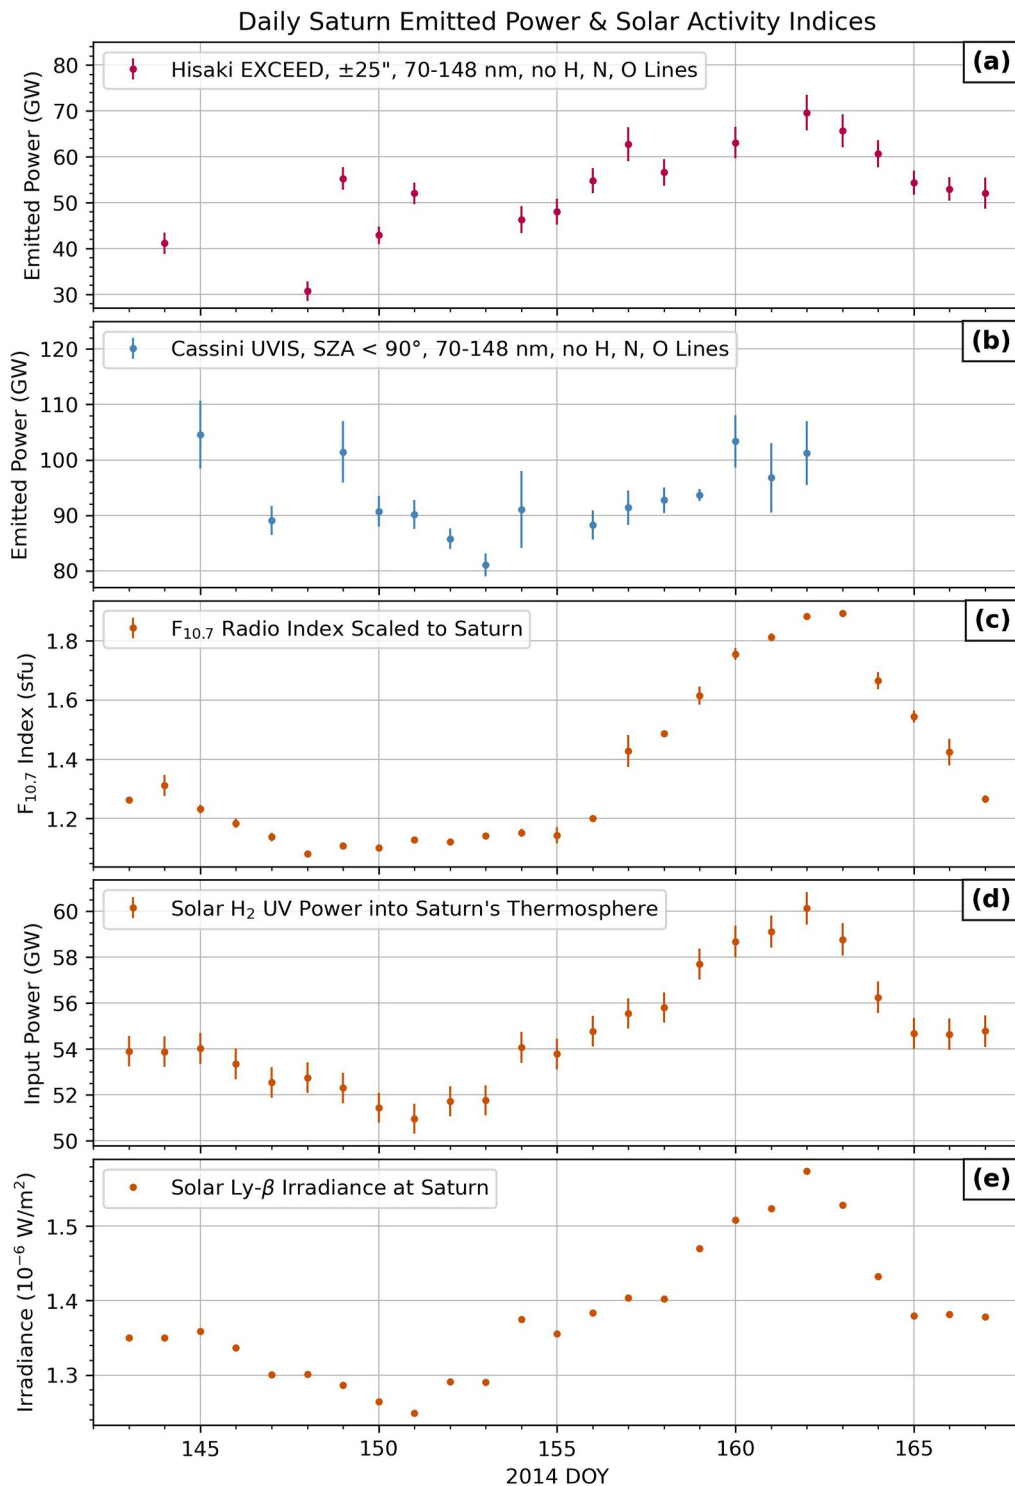 Daily Saturn Emitted Power & Solar Activity Indices
(a)
Hisaki EXCEED, ±25", 70-148 nm, no H, N, O Lines
Emitted Power (GW)
80
70
60
50
40
30
(b)
Cassini UVIS, SZA < 90°, 70-148 nm, no H, N, O Lines
Emitted Power (GW)
120
110
100
90
80
(c)
F₁₀.₇ Radio Index Scaled to Saturn
F₁₀.₇ Index (sfu)
1.8
1.6
1.4
1.2
(d)
Solar H₂ UV Power into Saturn's Thermosphere
Input Power (GW)
60
58
56
54
52
50
(e)
Solar Ly-β Irradiance at Saturn
Irradiance (10⁻⁶ W/m²)
1.5
1.4
1.3
145 150 155 160 165
2014 DOY